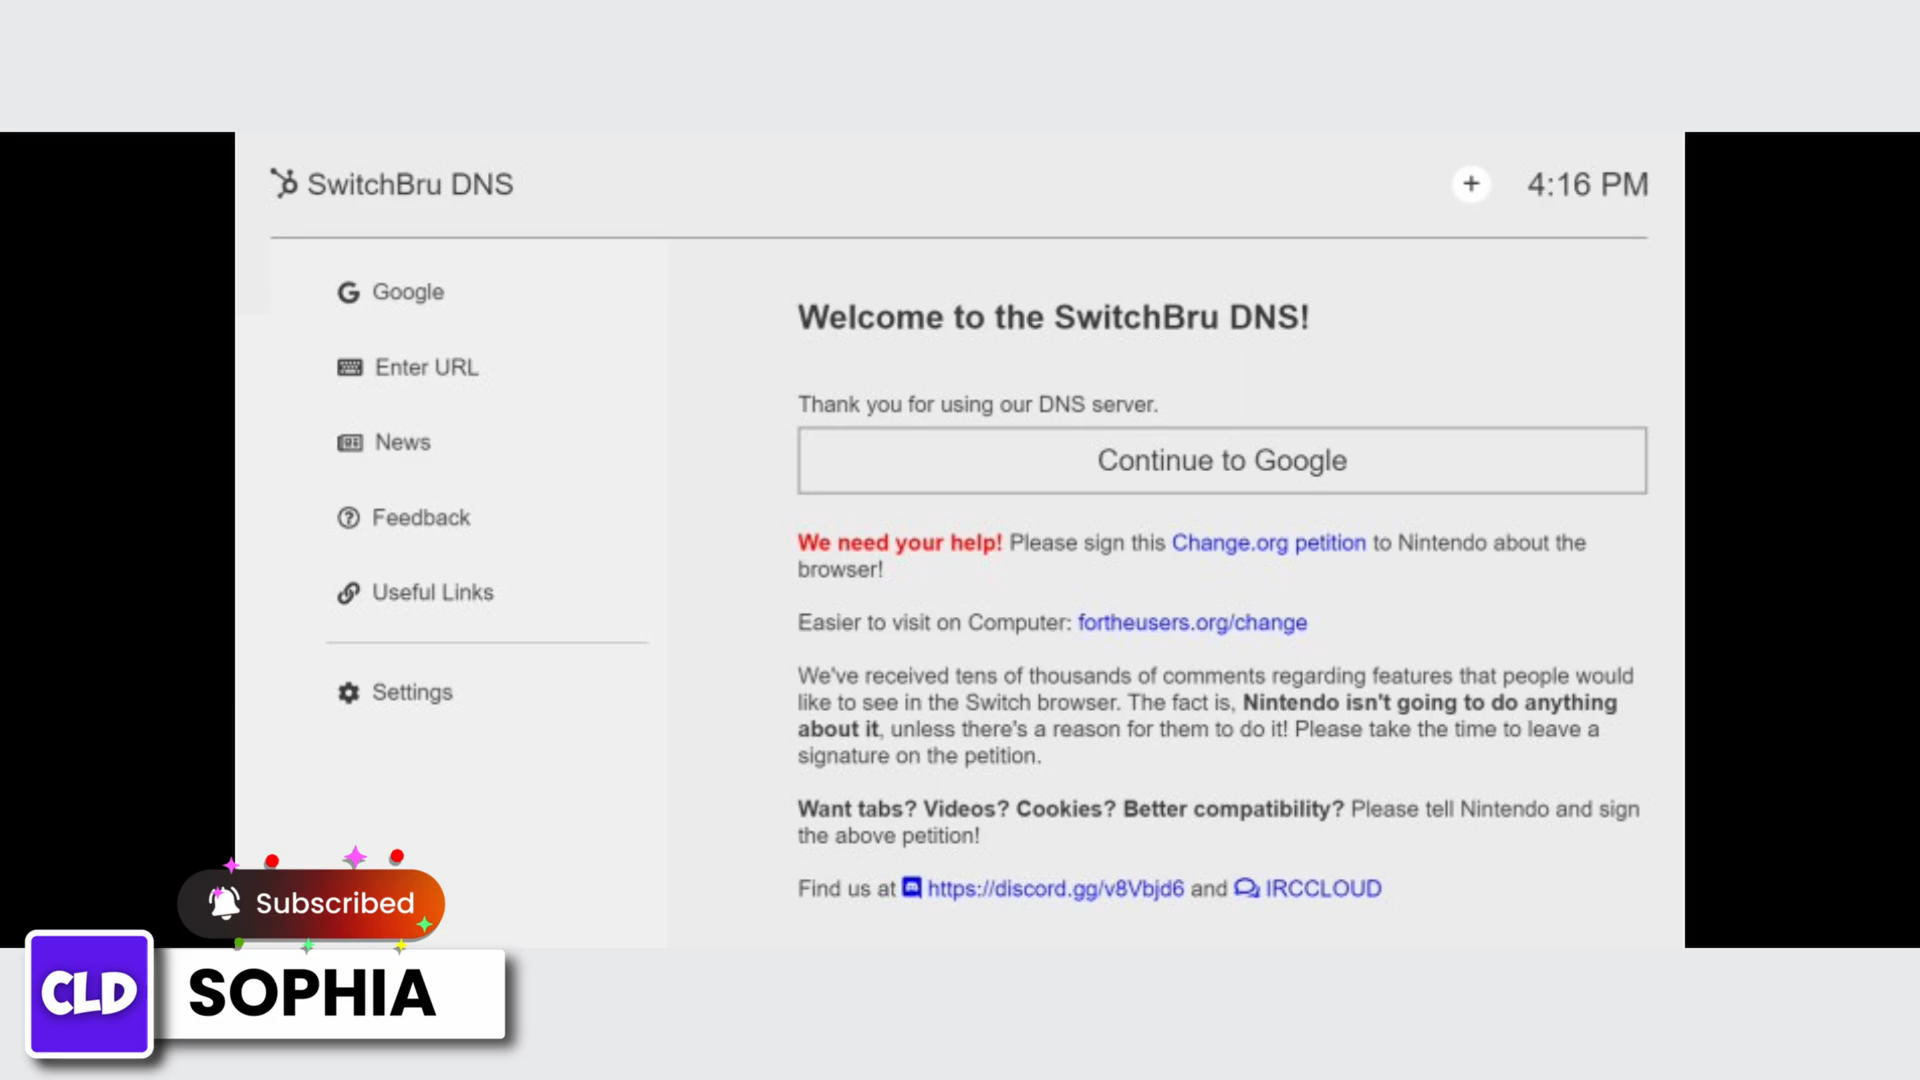 SwitchBru DNS
+ 4:16 PM
Google
Enter URL
News
Feedback
Useful Links
Settings
Welcome to the SwitchBru DNS!
Thank you for using our DNS server.
Continue to Google
We need your help! Please sign this Change.org petition to Nintendo about the
browser!
Easier to visit on Computer: fortheusers.org/change
We've received tens of thousands of comments regarding features that people would
like to see in the Switch browser. The fact is, Nintendo isn't going to do anything
about it, unless there's a reason for them to do it! Please take the time to leave a
signature on the petition.
Want tabs? Videos? Cookies? Better compatibility? Please tell Nintendo and sign
the above petition!
Find us at https://discord.gg/v8Vbjd6 and IRCCLOUD
Subscribed
CLD
SOPHIA